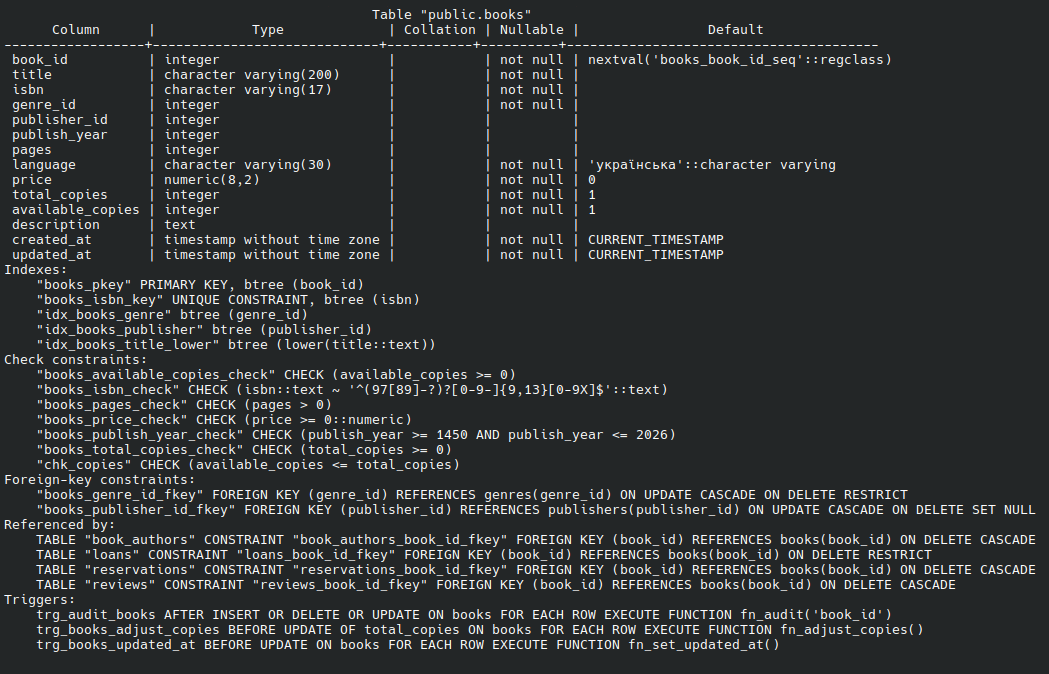 Table "public.books"
Column | Type | Collation | Nullable | Default
------------------+-----------------------------+-----------+----------+---------------------------------------
book_id | integer | | not null | nextval('books_book_id_seq'::regclass)
title | character varying(200) | | not null |
isbn | character varying(17) | | not null |
genre_id | integer | | not null |
publisher_id | integer | | |
publish_year | integer | | |
pages | integer | | |
language | character varying(30) | | not null | 'українська'::character varying
price | numeric(8,2) | | not null | 0
total_copies | integer | | not null | 1
available_copies | integer | | not null | 1
description | text | | |
created_at | timestamp without time zone | | not null | CURRENT_TIMESTAMP
updated_at | timestamp without time zone | | not null | CURRENT_TIMESTAMP
Indexes:
"books_pkey" PRIMARY KEY, btree (book_id)
"books_isbn_key" UNIQUE CONSTRAINT, btree (isbn)
"idx_books_genre" btree (genre_id)
"idx_books_publisher" btree (publisher_id)
"idx_books_title_lower" btree (lower(title::text))
Check constraints:
"books_available_copies_check" CHECK (available_copies >= 0)
"books_isbn_check" CHECK (isbn::text ~ '^(97[89]-?)?[0-9-]{9,13}[0-9X]$'::text)
"books_pages_check" CHECK (pages > 0)
"books_price_check" CHECK (price >= 0::numeric)
"books_publish_year_check" CHECK (publish_year >= 1450 AND publish_year <= 2026)
"books_total_copies_check" CHECK (total_copies >= 0)
"chk_copies" CHECK (available_copies <= total_copies)
Foreign-key constraints:
"books_genre_id_fkey" FOREIGN KEY (genre_id) REFERENCES genres(genre_id) ON UPDATE CASCADE ON DELETE RESTRICT
"books_publisher_id_fkey" FOREIGN KEY (publisher_id) REFERENCES publishers(publisher_id) ON UPDATE CASCADE ON DELETE SET NULL
Referenced by:
TABLE "book_authors" CONSTRAINT "book_authors_book_id_fkey" FOREIGN KEY (book_id) REFERENCES books(book_id) ON DELETE CASCADE
TABLE "loans" CONSTRAINT "loans_book_id_fkey" FOREIGN KEY (book_id) REFERENCES books(book_id) ON DELETE RESTRICT
TABLE "reservations" CONSTRAINT "reservations_book_id_fkey" FOREIGN KEY (book_id) REFERENCES books(book_id) ON DELETE CASCADE
TABLE "reviews" CONSTRAINT "reviews_book_id_fkey" FOREIGN KEY (book_id) REFERENCES books(book_id) ON DELETE CASCADE
Triggers:
trg_audit_books AFTER INSERT OR DELETE OR UPDATE ON books FOR EACH ROW EXECUTE FUNCTION fn_audit('book_id')
trg_books_adjust_copies BEFORE UPDATE OF total_copies ON books FOR EACH ROW EXECUTE FUNCTION fn_adjust_copies()
trg_books_updated_at BEFORE UPDATE ON books FOR EACH ROW EXECUTE FUNCTION fn_set_updated_at()